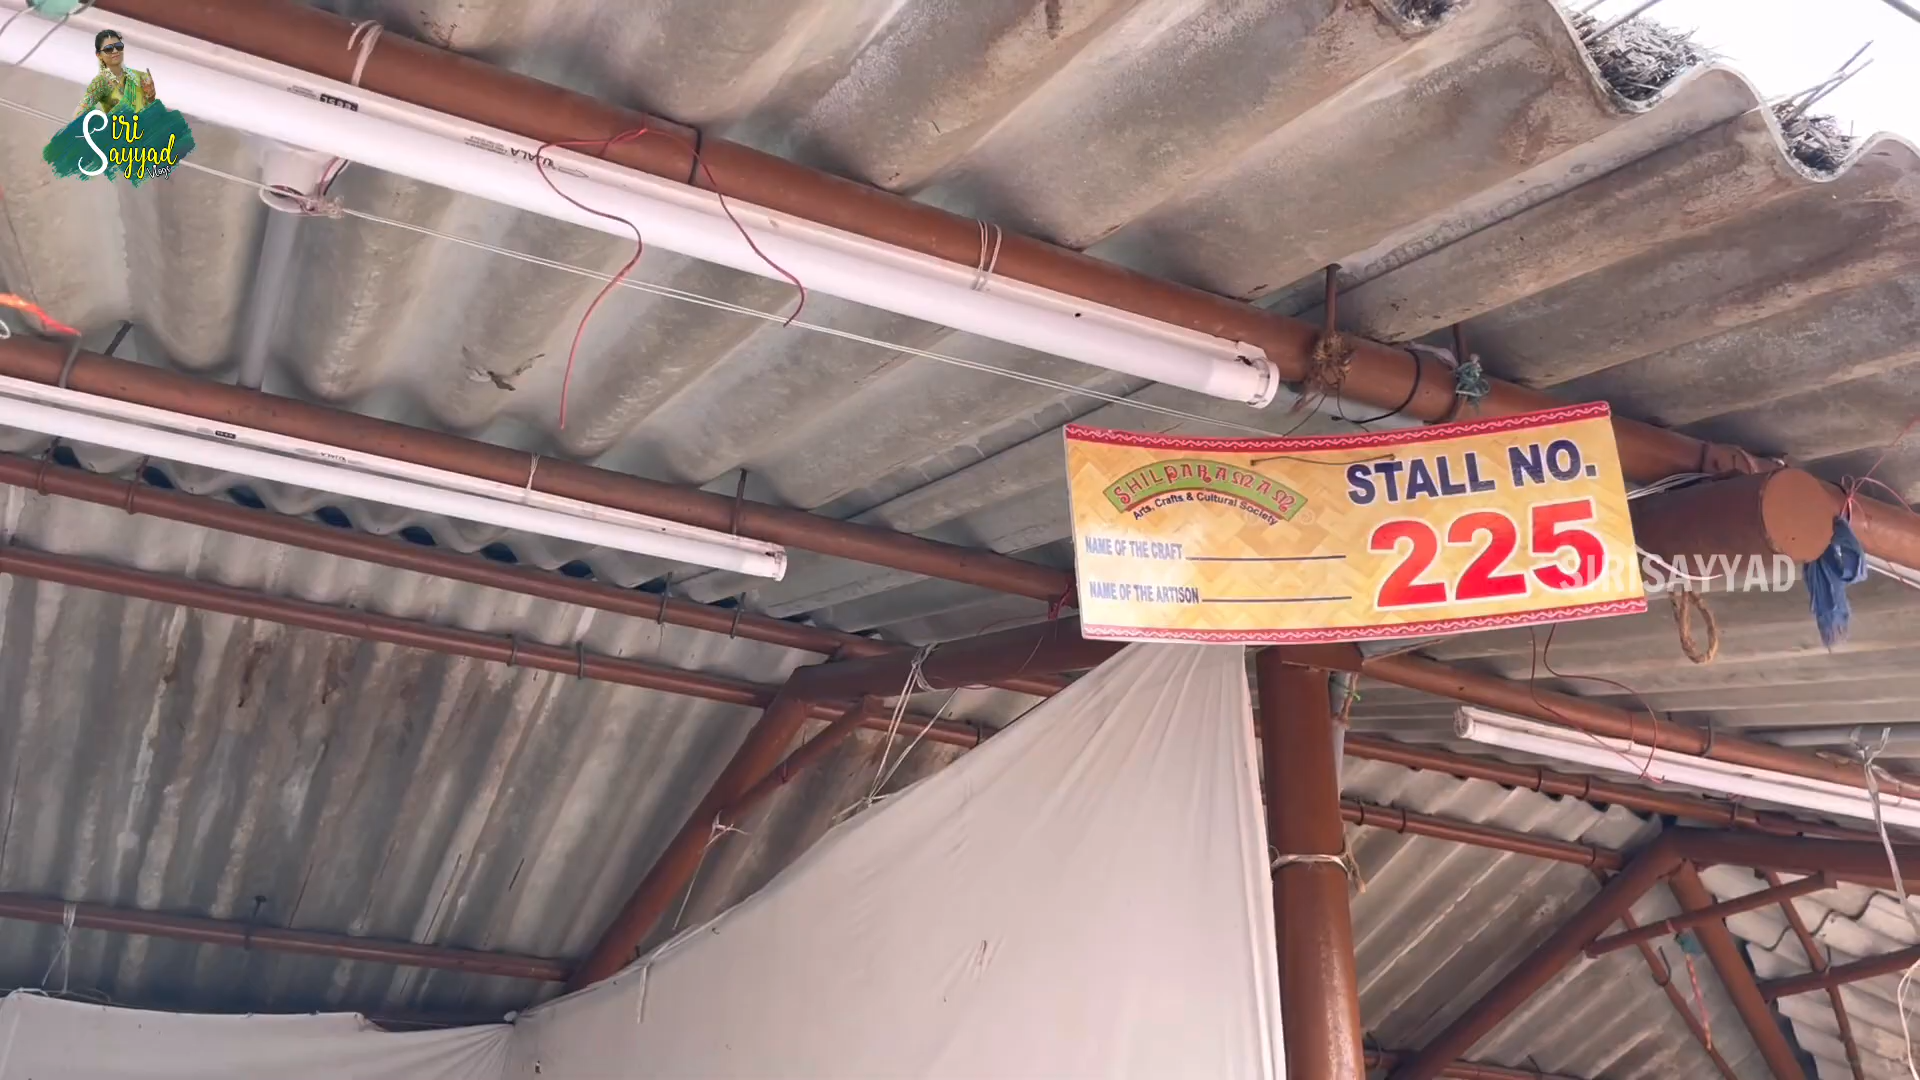 Siri
Sayyad
Vlogs
UJALA
SHILPARAMAM
Arts, Crafts & Cultural Society
STALL NO.
225
NAME OF THE CRAFT
NAME OF THE ARTISON
SIRISAYYAD